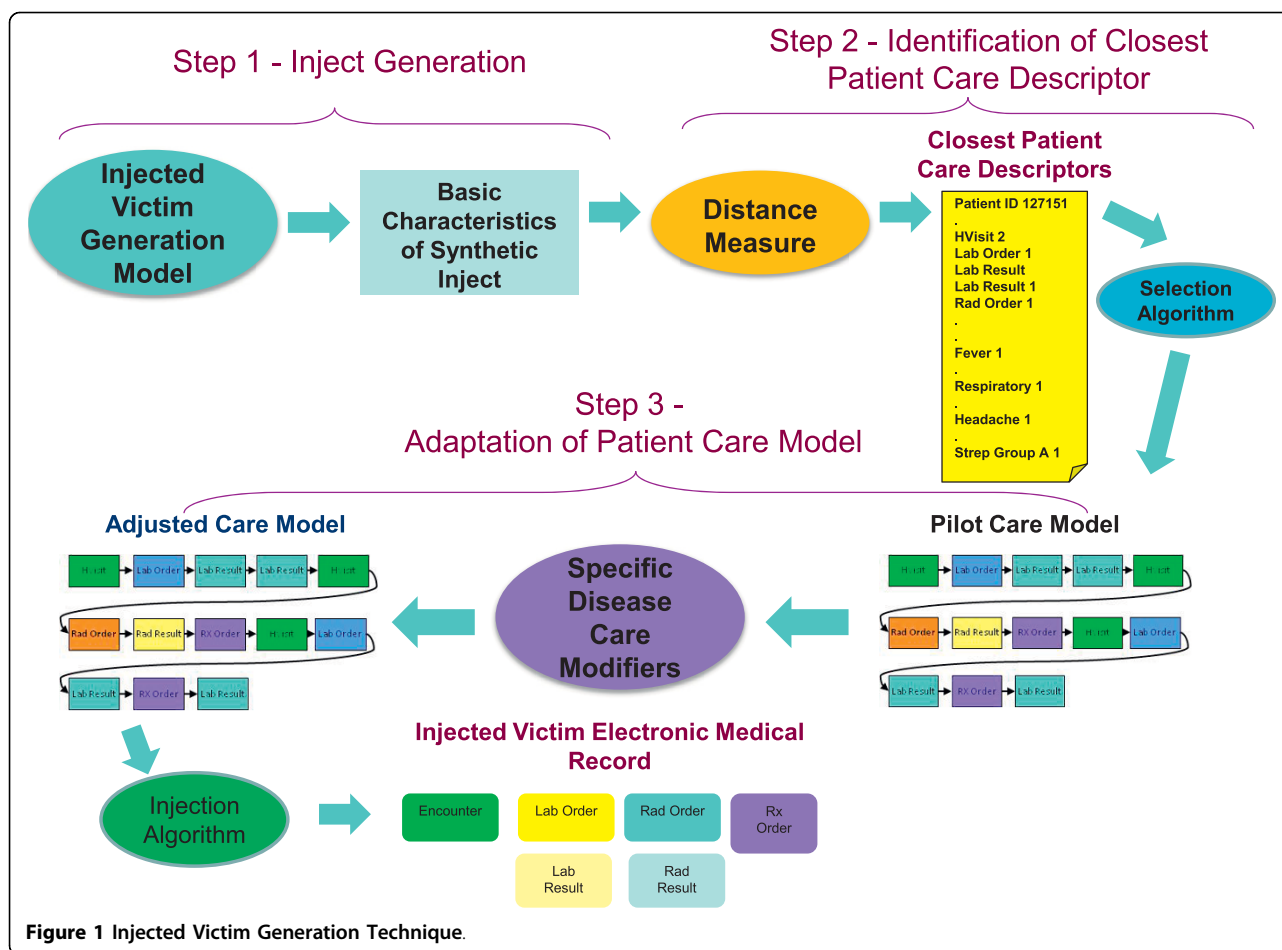 Step 1 - Inject Generation
Step 2 - Identification of Closest
Patient Care Descriptor
Injected
Victim
Generation
Model
Basic
Characteristics
of Synthetic
Inject
Distance
Measure
Closest Patient
Care Descriptors
Patient ID 127151
.
HVisit 2
Lab Order 1
Lab Result
Lab Result 1
Rad Order 1
.
.
Fever 1
.
Respiratory 1
.
Headache 1
.
Strep Group A 1
Selection
Algorithm
Step 3 -
Adaptation of Patient Care Model
Adjusted Care Model
Lab Order
Lab Result
Lab Result
Rad Order
Rad Result
RX Order
Lab Order
Lab Result
RX Order
Lab Result
Specific
Disease
Care
Modifiers
Pilot Care Model
Lab Order
Lab Result
Lab Result
Rad Order
Rad Result
RX Order
Lab Order
Lab Result
RX Order
Lab Result
Injection
Algorithm
Injected Victim Electronic Medical
Record
Encounter
Lab Order
Rad Order
Rx
Order
Lab
Result
Rad
Result
Figure 1 Injected Victim Generation Technique.